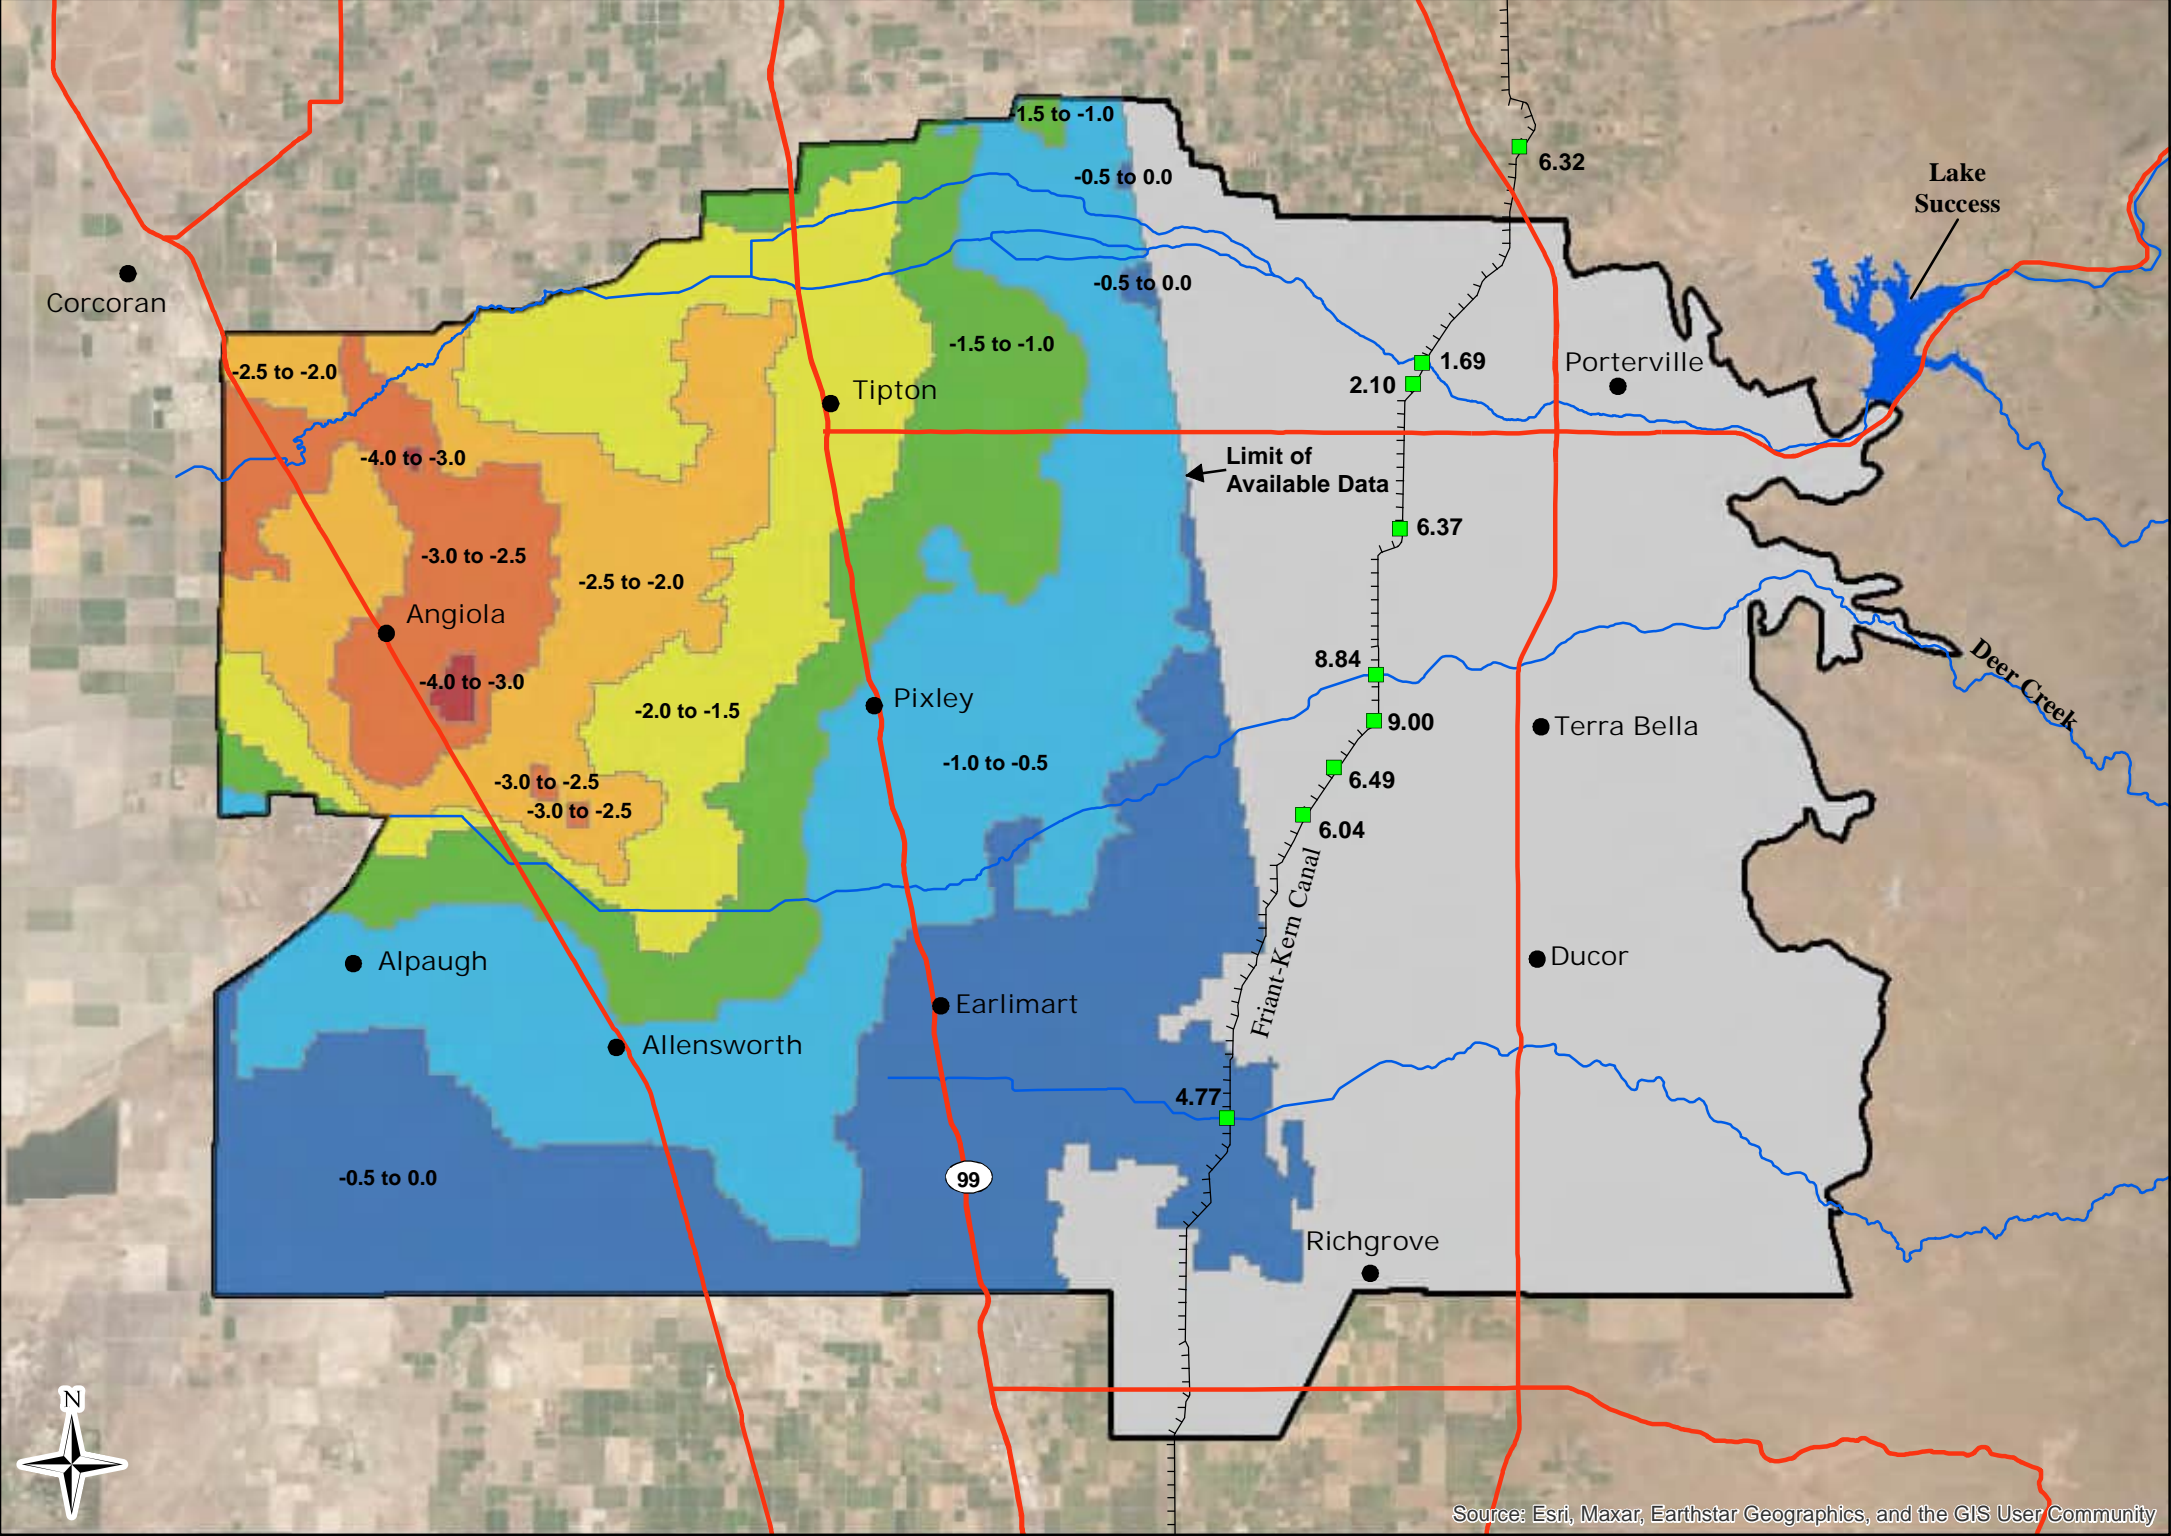 -1.5 to -1.0
6.32
-0.5 to 0.0
Lake
Success
Corcoran
-0.5 to 0.0
-1.5 to -1.0
-2.5 to -2.0
1.69
Porterville
2.10
Tipton
-4.0 to -3.0
Limit of
Available Data
6.37
-3.0 to -2.5
-2.5 to -2.0
Angiola
8.84
Deer Creek
-4.0 to -3.0
Pixley
-2.0 to -1.5
9.00
Terra Bella
-1.0 to -0.5
6.49
-3.0 to -2.5
-3.0 to -2.5
6.04
Friant-Kern Canal
Alpaugh
Ducor
Earlimart
Allensworth
4.77
-0.5 to 0.0
99
Richgrove
N
Source: Esri, Maxar, Earthstar Geographics, and the GIS User Community